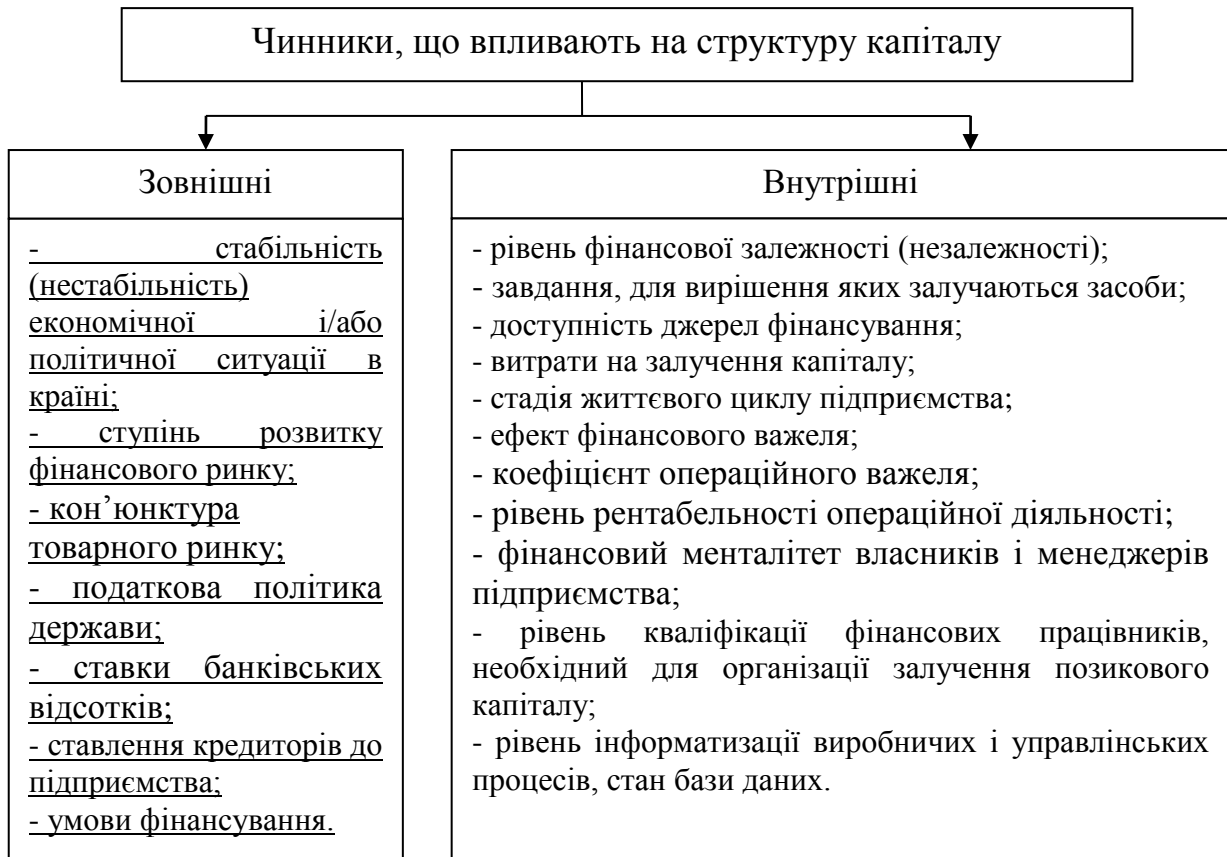 Чинники, що впливають на структуру капіталу
Зовнішні
- стабільність
(нестабільність)
економічної і/або
політичної ситуації в
країні;
- ступінь розвитку
фінансового ринку;
- кон’юнктура
товарного ринку;
- податкова політика
держави;
- ставки банківських
відсотків;
- ставлення кредиторів до
підприємства;
- умови фінансування.
Внутрішні
- рівень фінансової залежності (незалежності);
- завдання, для вирішення яких залучаються засоби;
- доступність джерел фінансування;
- витрати на залучення капіталу;
- стадія життєвого циклу підприємства;
- ефект фінансового важеля;
- коефіцієнт операційного важеля;
- рівень рентабельності операційної діяльності;
- фінансовий менталітет власників і менеджерів
підприємства;
- рівень кваліфікації фінансових працівників,
необхідний для організації залучення позикового
капіталу;
- рівень інформатизації виробничих і управлінських
процесів, стан бази даних.